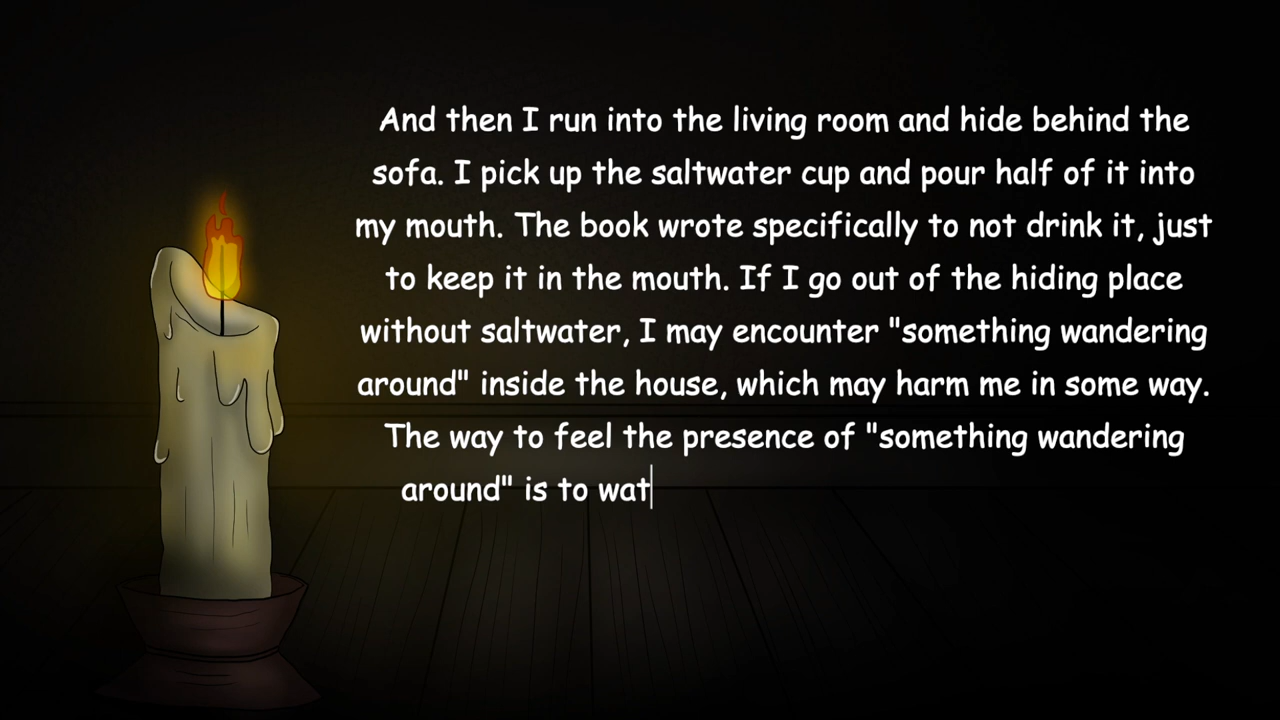 And then I run into the living room and hide behind the
sofa. I pick up the saltwater cup and pour half of it into
my mouth. The book wrote specifically to not drink it, just
to keep it in the mouth. If I go out of the hiding place
without saltwater, I may encounter "something wandering
around" inside the house, which may harm me in some way.
The way to feel the presence of "something wandering
around" is to wat